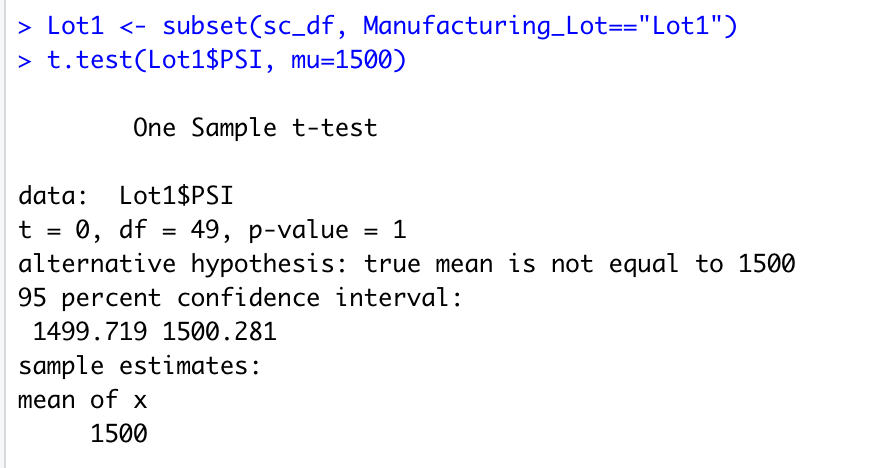 > Lot1 <- subset(sc_df, Manufacturing_Lot=="Lot1")
> t.test(Lot1$PSI, mu=1500)
One Sample t-test
data:  Lot1$PSI
t = 0, df = 49, p-value = 1
alternative hypothesis: true mean is not equal to 1500
95 percent confidence interval:
1499.719 1500.281
sample estimates:
mean of x
1500